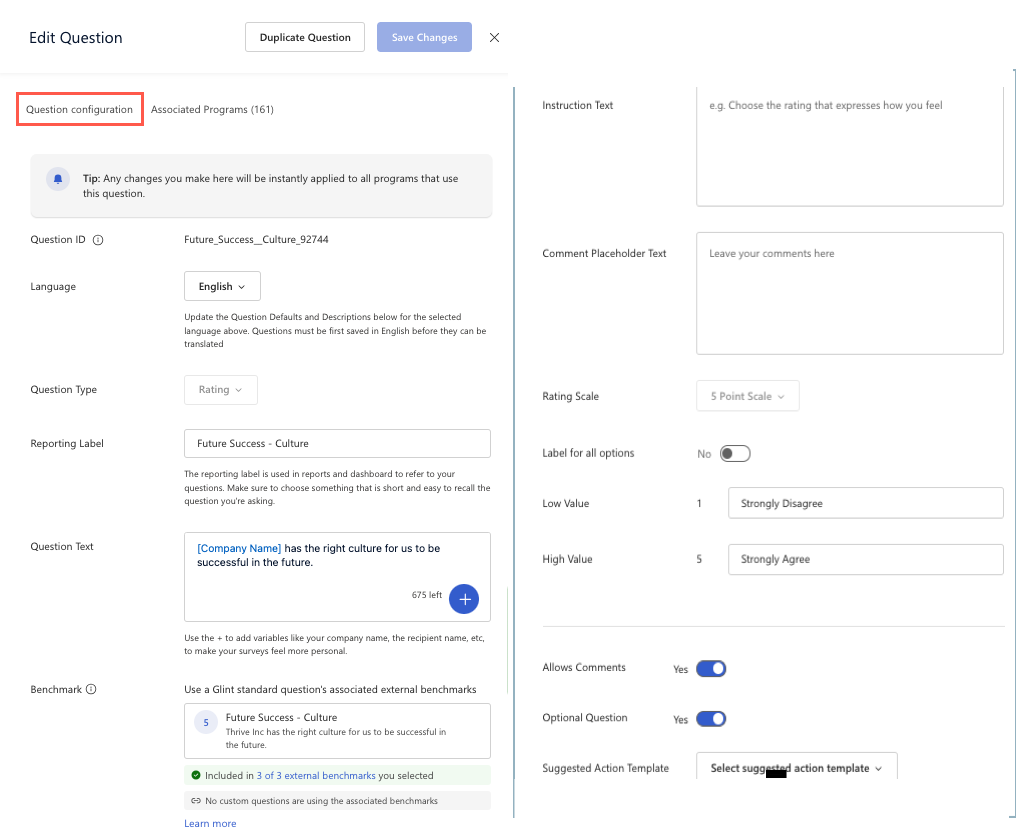 Edit Question
Duplicate Question
Save Changes
Question configuration
Associated Programs (161)
Tip: Any changes you make here will be instantly applied to all programs that use
this question.
Question ID
Future_Success__Culture_92744
Language
English
Update the Question Defaults and Descriptions below for the selected
language above. Questions must be first saved in English before they can be
translated
Question Type
Rating
Reporting Label
Future Success - Culture
The reporting label is used in reports and dashboard to refer to your
questions. Make sure to choose something that is short and easy to recall the
question you're asking.
Question Text
[Company Name] has the right culture for us to be
successful in the future.
675 left
Use the + to add variables like your company name, the recipient name, etc,
to make your surveys feel more personal.
Benchmark
Use a Glint standard question's associated external benchmarks
5
Future Success - Culture
Thrive Inc has the right culture for us to be successful in
the future.
Included in 3 of 3 external benchmarks you selected
No custom questions are using the associated benchmarks
Learn more
Instruction Text
e.g. Choose the rating that expresses how you feel
Comment Placeholder Text
Leave your comments here
Rating Scale
5 Point Scale
Label for all options
No
Low Value
1
Strongly Disagree
High Value
5
Strongly Agree
Allows Comments
Yes
Optional Question
Yes
Suggested Action Template
Select suggested action template